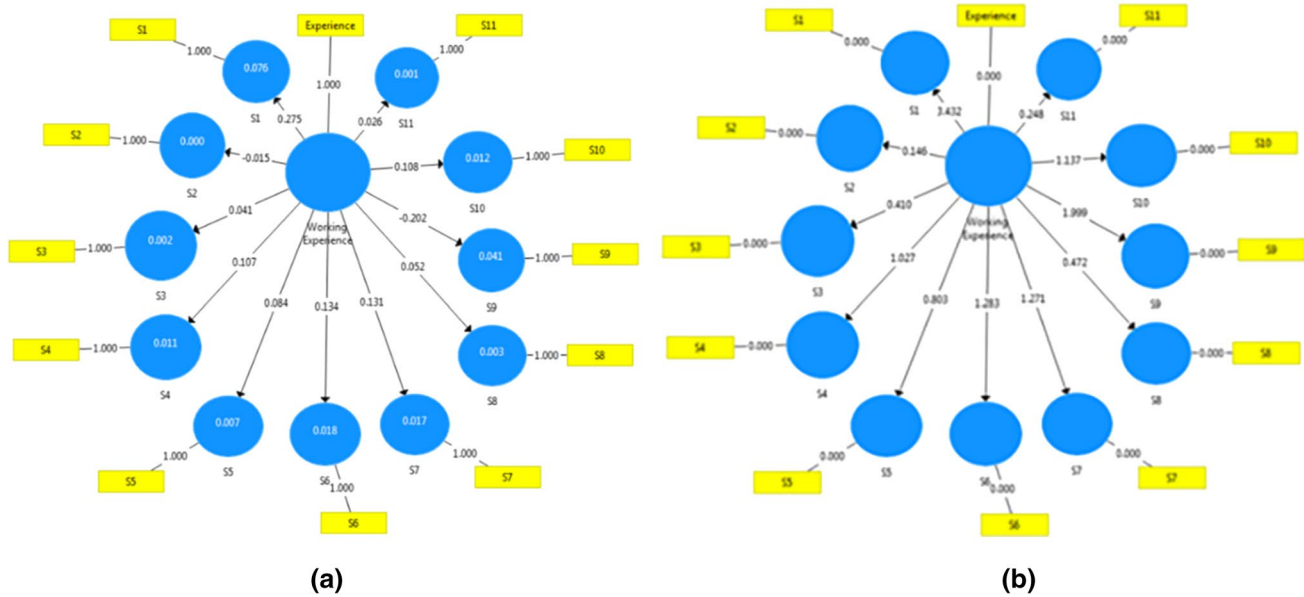 S1
Experience
S11
1.000
1.000
1.000
0.076
0.001
S1
0.275
0.026
S11
S2
1.000
0.000
-0.015
S2
0.108
0.012
1.000
S10
S10
0.041
-0.202
Working
Experience
S3
1.000
0.002
S3
0.041
1.000
S9
S9
0.107
0.052
0.084
0.134
0.131
S4
1.000
0.011
S4
0.003
1.000
S8
S8
0.007
0.018
0.017
S5
S6
S7
1.000
1.000
1.000
S5
S7
S6
(a)
S1
Experience
S11
0.000
0.000
0.000
S1
3.432
0.248
S11
S2
0.000
0.146
S2
1.137
0.000
S10
S10
0.410
1.999
Working
Experience
S3
0.000
S3
0.000
S9
S9
1.027
0.472
0.803
1.283
1.271
S4
0.000
S4
0.000
S8
S8
S5
S6
S7
0.000
0.000
0.000
S5
S7
S6
(b)